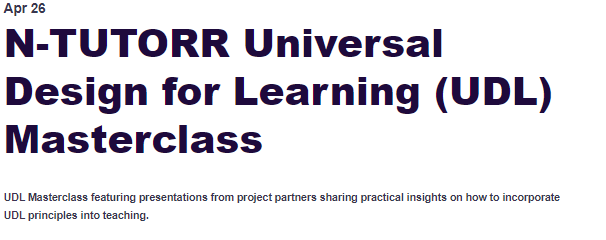 Apr 26
N-TUTORR Universal
Design for Learning (UDL)
Masterclass
UDL Masterclass featuring presentations from project partners sharing practical insights on how to incorporate
UDL principles into teaching.